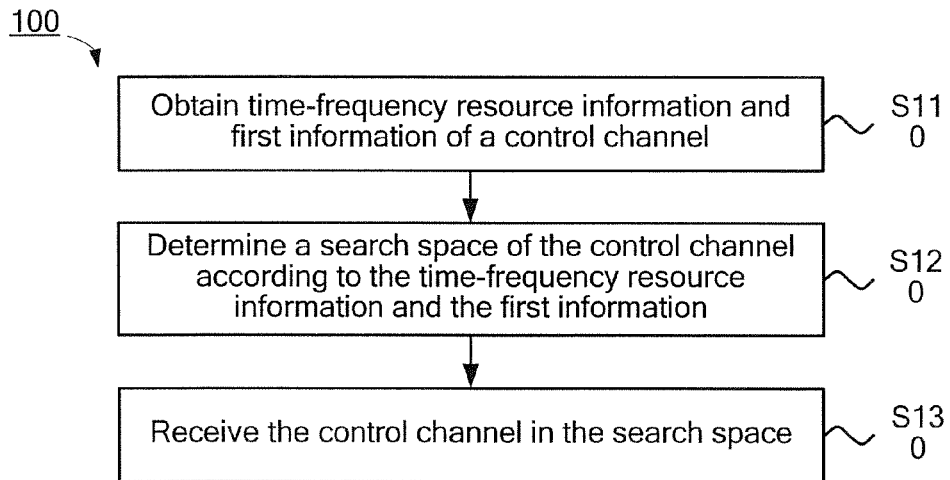 100
Obtain time-frequency resource information and
first information of a control channel
S11
0
Determine a search space of the control channel
according to the time-frequency resource
information and the first information
S12
0
Receive the control channel in the search space
S13
0